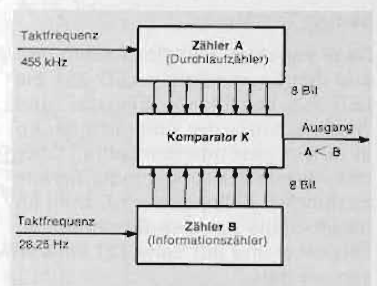 Taktfrequenz
455 kHz
Zähler A
(Durchlaufzähler)
8 Bit
Komparator K
Ausgang
A < B
8 Bit
Taktfrequenz
28.25 Hz
Zähler B
(Informationszähler)